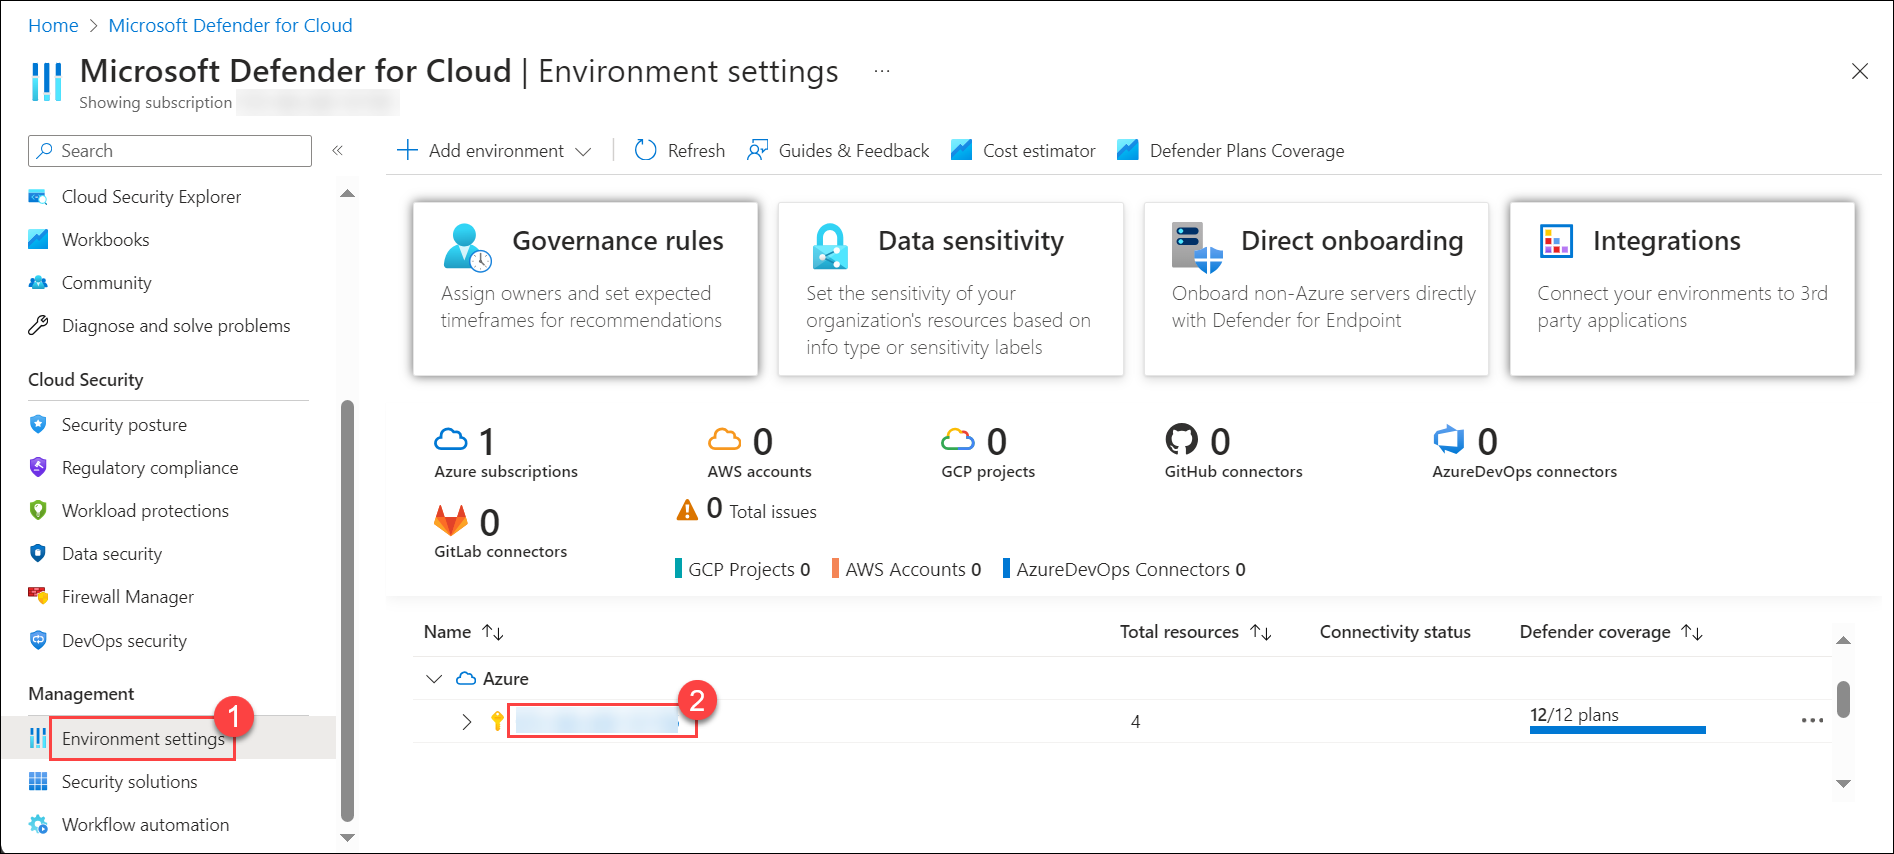 Home > Microsoft Defender for Cloud
Microsoft Defender for Cloud | Environment settings ...
Showing subscription
Search
«
Cloud Security Explorer
Workbooks
Community
Diagnose and solve problems
Cloud Security
Security posture
Regulatory compliance
Workload protections
Data security
Firewall Manager
DevOps security
Management
1
Environment settings
Security solutions
Workflow automation
Add environment
Refresh
Guides & Feedback
Cost estimator
Defender Plans Coverage
Governance rules
Assign owners and set expected
timeframes for recommendations
Data sensitivity
Set the sensitivity of your
organization's resources based on
info type or sensitivity labels
Direct onboarding
Onboard non-Azure servers directly
with Defender for Endpoint
Integrations
Connect your environments to 3rd
party applications
1
Azure subscriptions
0
AWS accounts
0
GCP projects
0
GitHub connectors
0
AzureDevOps connectors
0
GitLab connectors
0 Total issues
GCP Projects 0 AWS Accounts 0 AzureDevOps Connectors 0
Name Total resources Connectivity status Defender coverage
Azure
2
4 12/12 plans ...